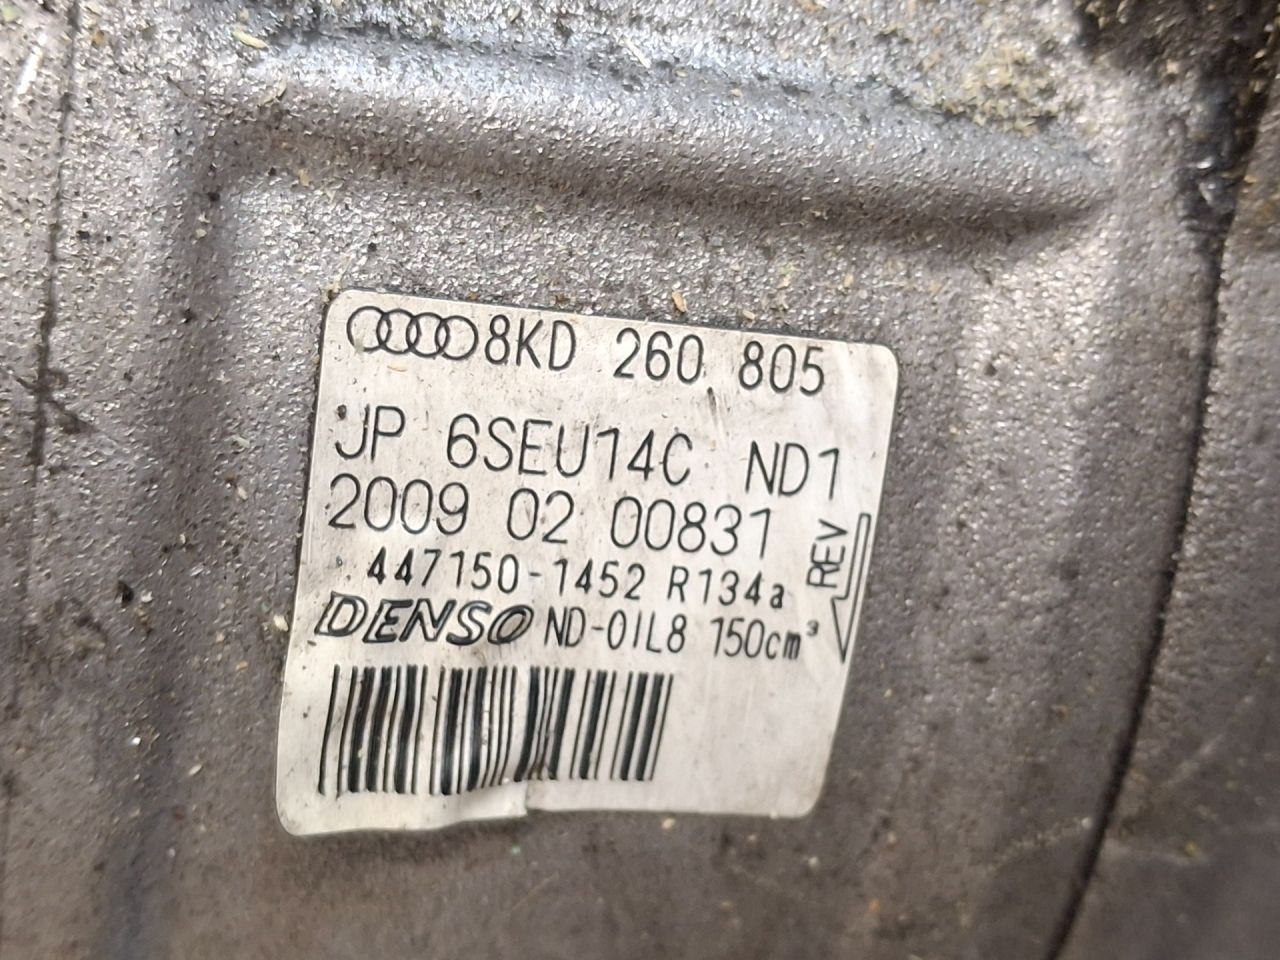 8KD 260 805
JP 6SEU14C ND1
2009 02 00831
447150-1452 R134a
DENSO ND-OIL8 150cm³
REV